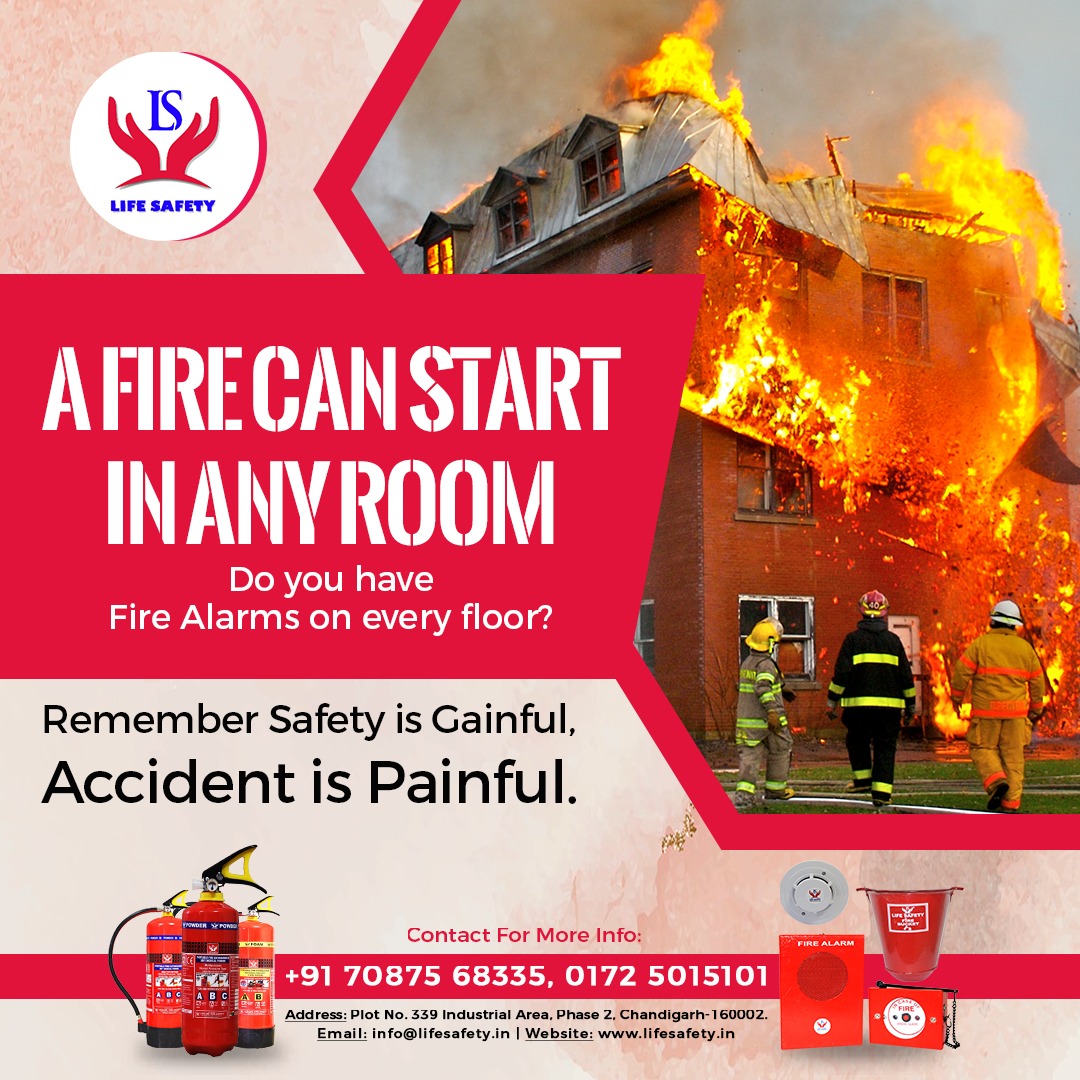 LS
LIFE SAFETY
A FIRE CAN START
IN ANY ROOM
Do you have
Fire Alarms on every floor?
Remember Safety is Gainful,
Accident is Painful.
40
POWDER
POWDER
FOAM
A B C
A B C
A B
LIFE SAFETY
FIRE
BUCKET
FIRE ALARM
FIRE
Contact For More Info:
+91 70875 68335, 0172 5015101
Address: Plot No. 339 Industrial Area, Phase 2, Chandigarh-160002.
Email: info@lifesafety.in | Website: www.lifesafety.in